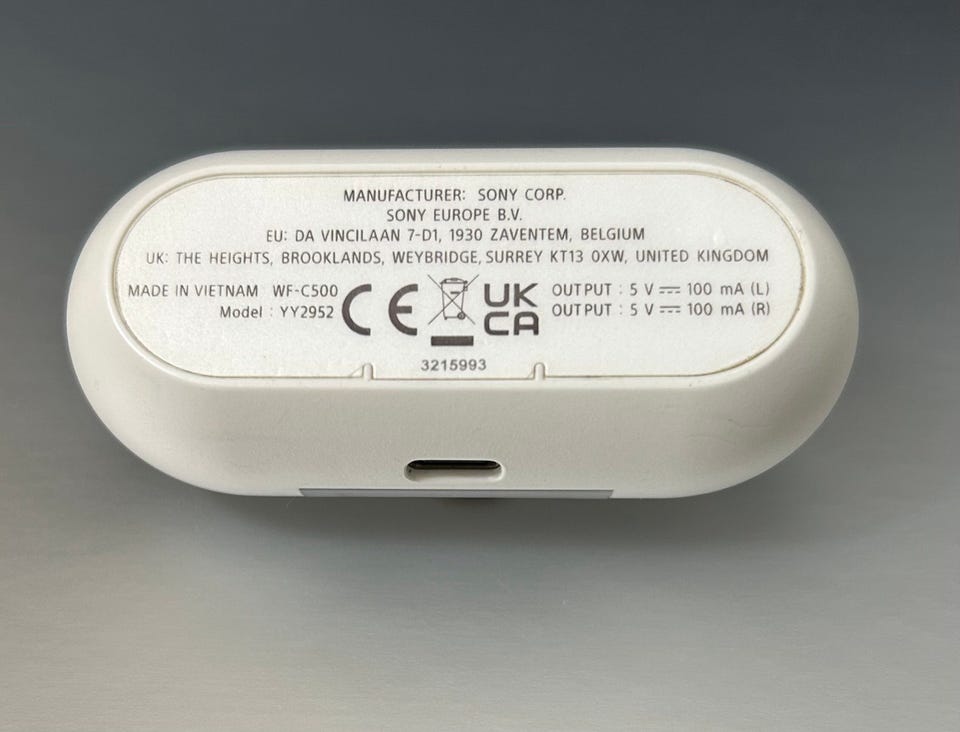 MANUFACTURER: SONY CORP.
SONY EUROPE B.V.
EU: DA VINCILAAN 7-D1, 1930 ZAVENTEM, BELGIUM
UK: THE HEIGHTS, BROOKLANDS, WEYBRIDGE, SURREY KT13 0XW, UNITED KINGDOM
MADE IN VIETNAM WF-C500
Model : YY2952
CE
UK
CA
OUTPUT : 5 V ⎓ 100 mA (L)
OUTPUT : 5 V ⎓ 100 mA (R)
3215993